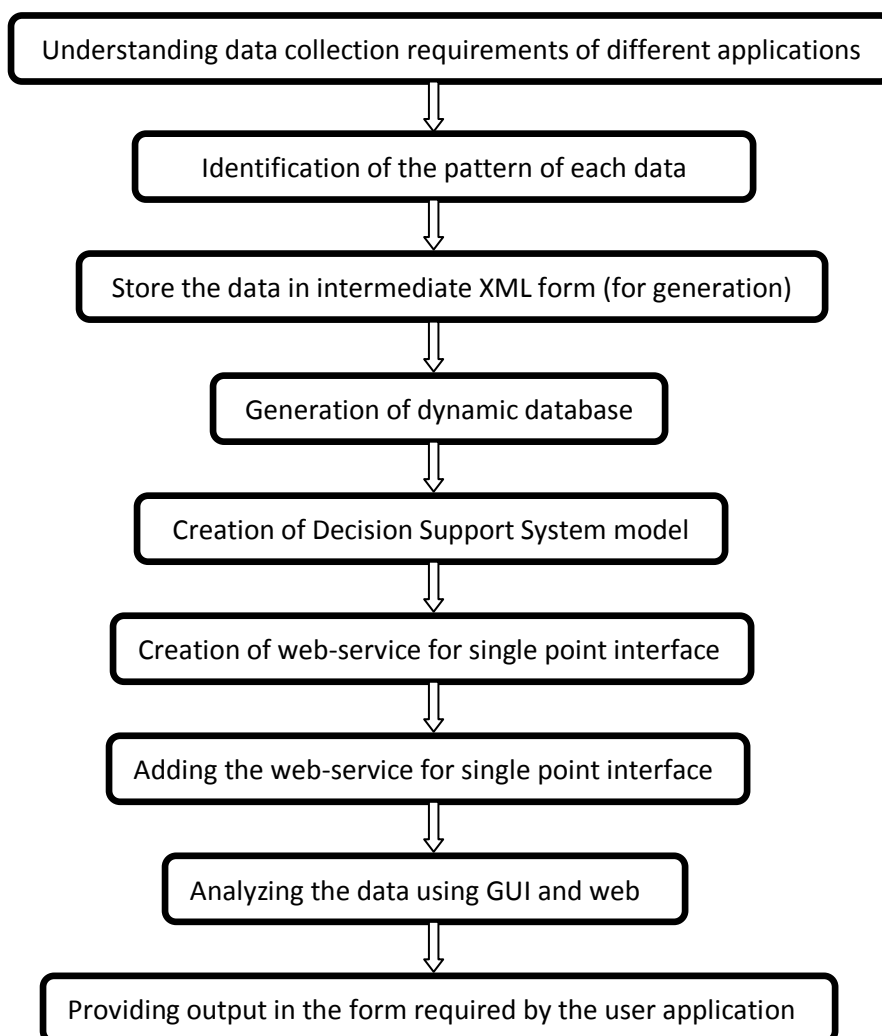 Understanding data collection requirements of different applications
Identification of the pattern of each data
Store the data in intermediate XML form (for generation)
Generation of dynamic database
Creation of Decision Support System model
Creation of web-service for single point interface
Adding the web-service for single point interface
Analyzing the data using GUI and web
Providing output in the form required by the user application